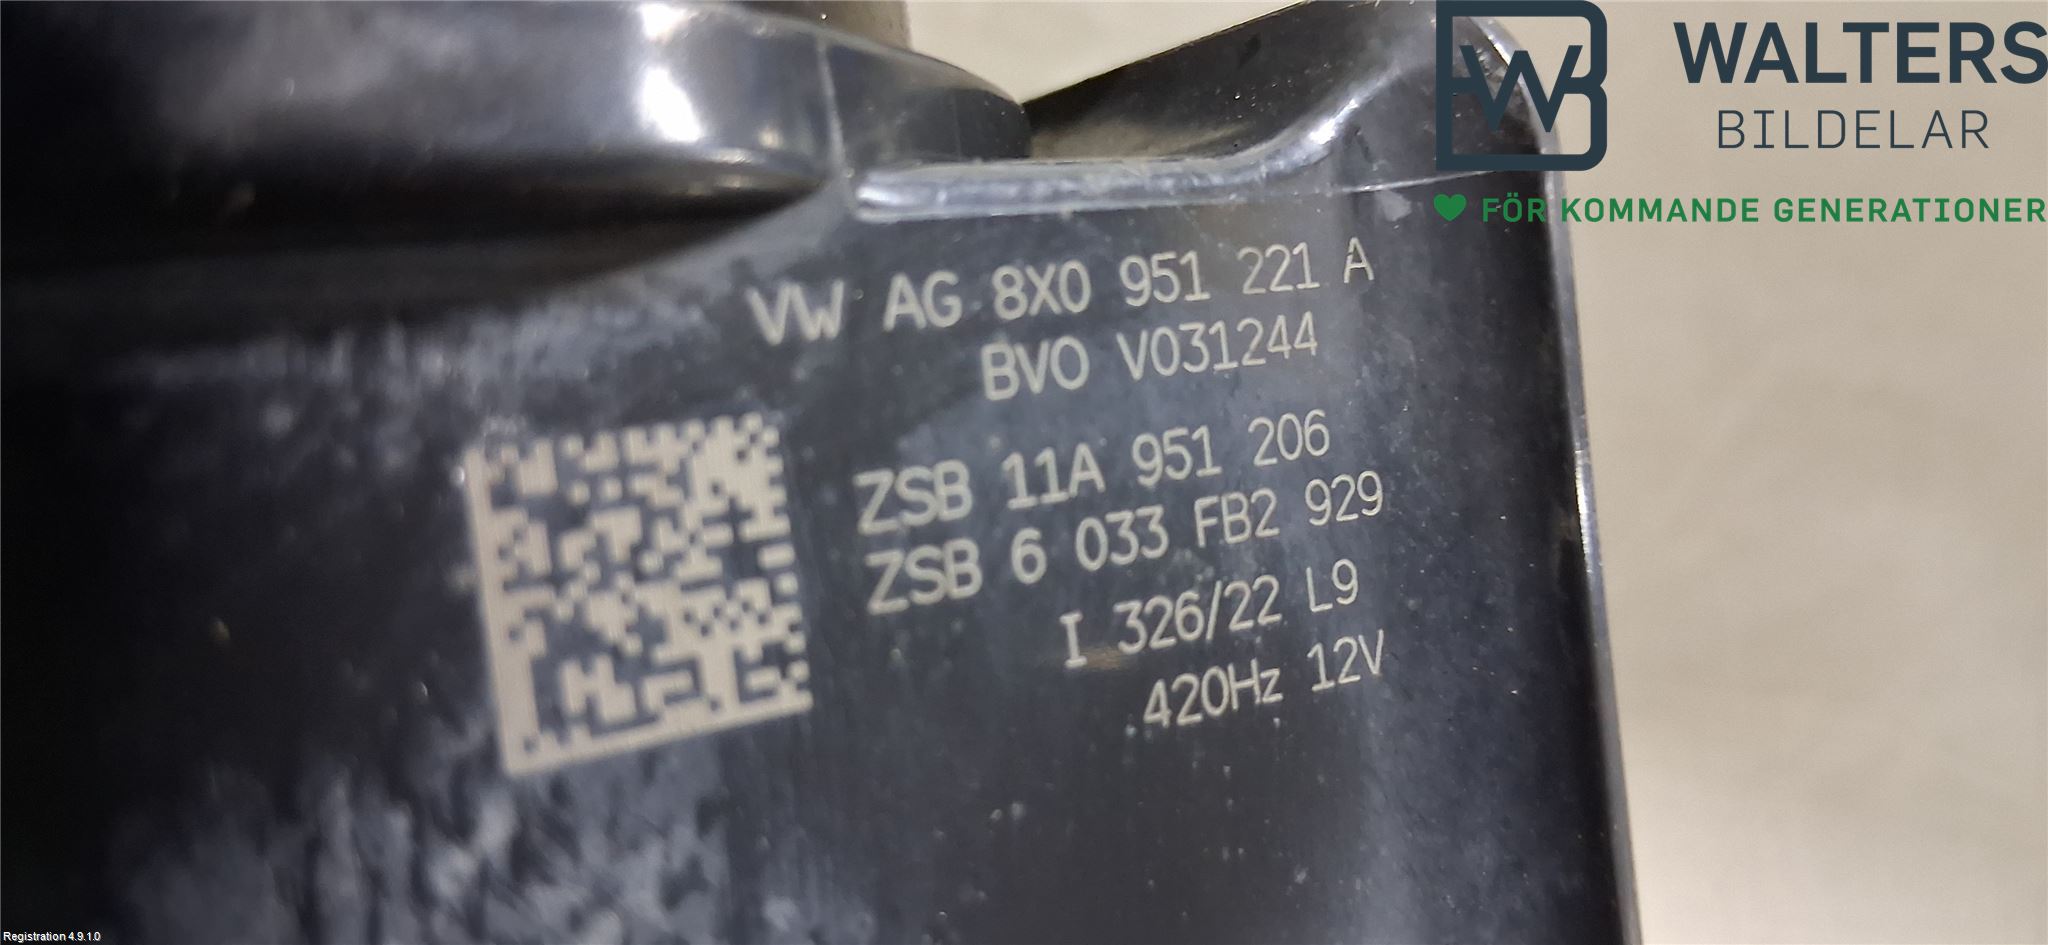 WALTERS
BILDELAR
FÖR KOMMANDE GENERATIONER
VW AG 8X0 951 221 A
BVO V031244
ZSB 11A 951 206
ZSB 6 033 FB2 929
I 326/22 L9
420Hz 12V
Registration 4.9.1.0